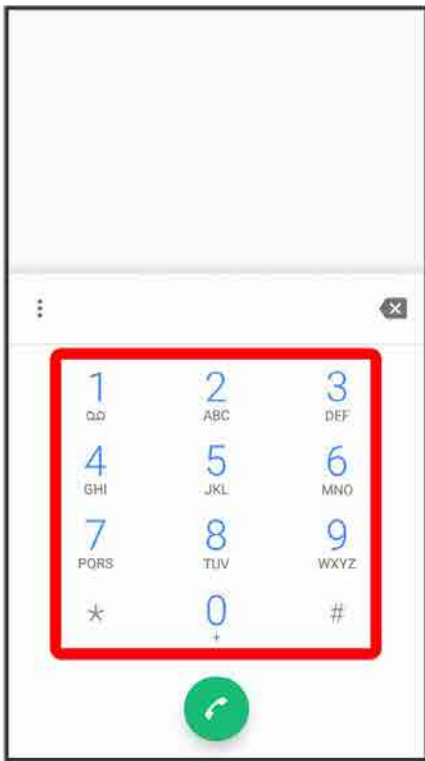 1 2 3
ABC DEF
4 5 6
GHI JKL MNO
7 8 9
PQRS TUV WXYZ
* 0 #
+